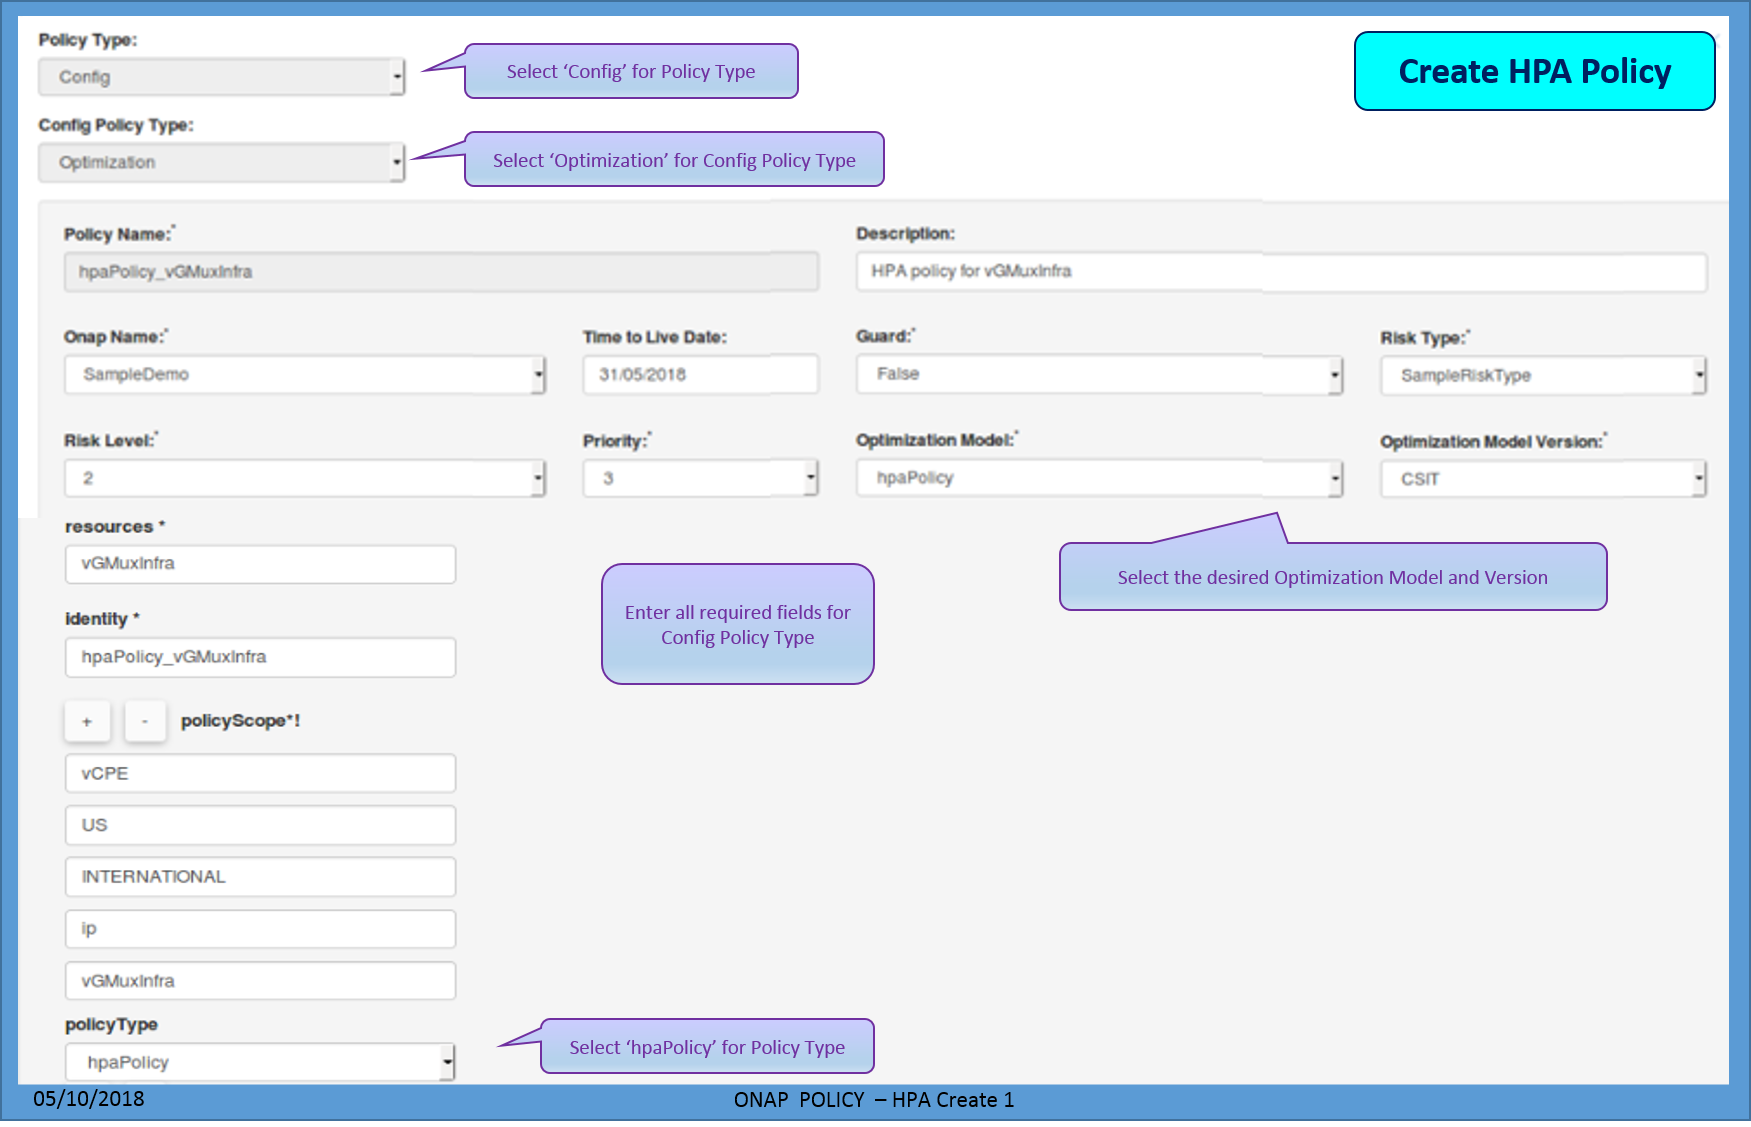 Policy Type:
Config
Select ‘Config’ for Policy Type
Create HPA Policy
Config Policy Type:
Optimization
Select ‘Optimization’ for Config Policy Type
Policy Name:*
hpaPolicy_vGMuxInfra
Description:
HPA policy for vGMuxInfra
Onap Name:*
SampleDemo
Time to Live Date:
31/05/2018
Guard:*
False
Risk Type:*
SampleRiskType
Risk Level:*
2
Priority:*
3
Optimization Model:*
hpaPolicy
Optimization Model Version:*
CSIT
Select the desired Optimization Model and Version
resources *
vGMuxInfra
Enter all required fields for
Config Policy Type
identity *
hpaPolicy_vGMuxInfra
+ - policyScope*!
vCPE
US
INTERNATIONAL
ip
vGMuxInfra
policyType
hpaPolicy
Select ‘hpaPolicy’ for Policy Type
05/10/2018
ONAP POLICY – HPA Create 1